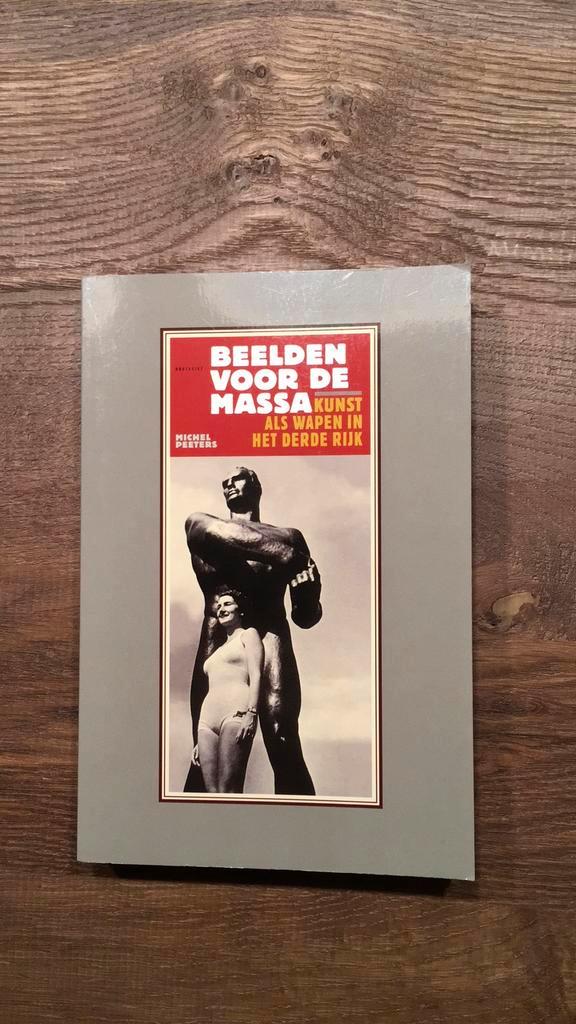 BEELDEN
VOOR DE
MASSA KUNST
ALS WAPEN IN
HET DERDE RIJK
MICHEL
PEETERS